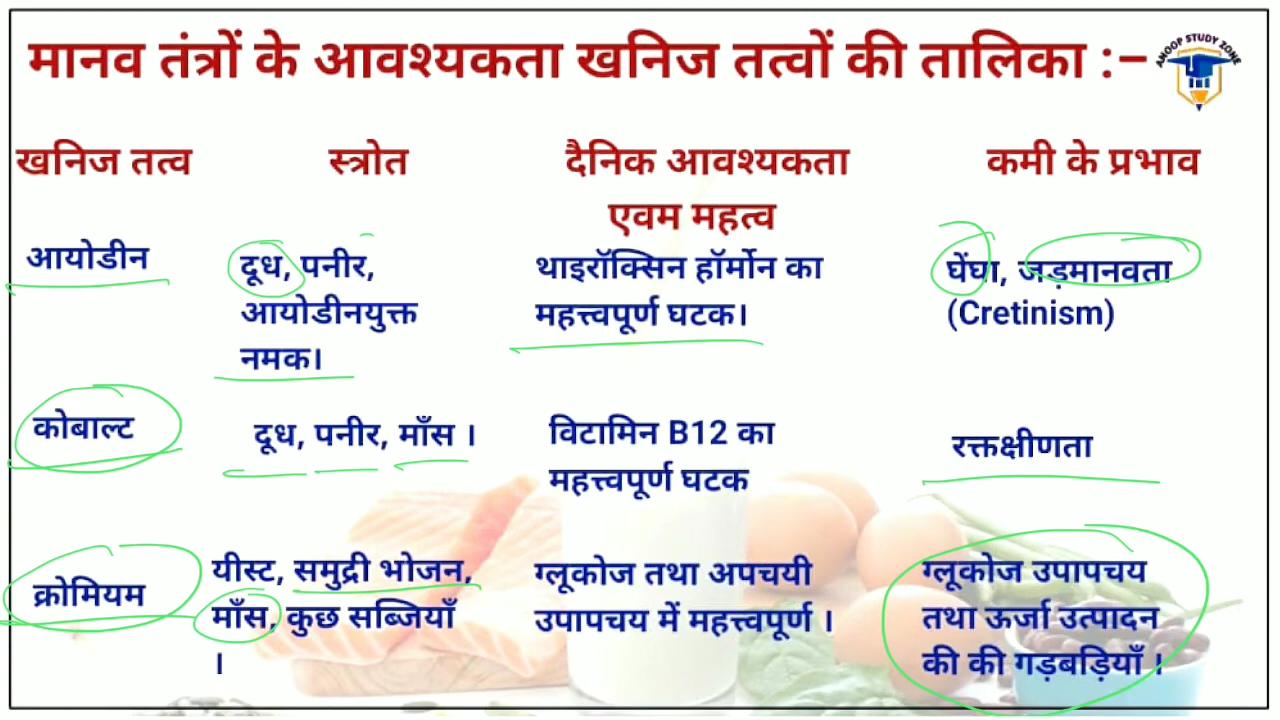 मानव तंत्रों के आवश्यकता खनिज तत्वों की तालिका :–
ANOOP STUDY ZONE
खनिज तत्व स्त्रोत दैनिक आवश्यकता कमी के प्रभाव
एवम महत्व
आयोडीन दूध, पनीर, थाइरॉक्सिन हॉर्मोन का घेंघा, जड़मानवता
आयोडीनयुक्त महत्त्वपूर्ण घटक। (Cretinism)
नमक।
कोबाल्ट दूध, पनीर, माँस । विटामिन B12 का रक्तक्षीणता
महत्त्वपूर्ण घटक
क्रोमियम यीस्ट, समुद्री भोजन, ग्लूकोज तथा अपचयी ग्लूकोज उपापचय
माँस, कुछ सब्जियाँ उपापचय में महत्त्वपूर्ण । तथा ऊर्जा उत्पादन
। की की गड़बड़ियाँ ।